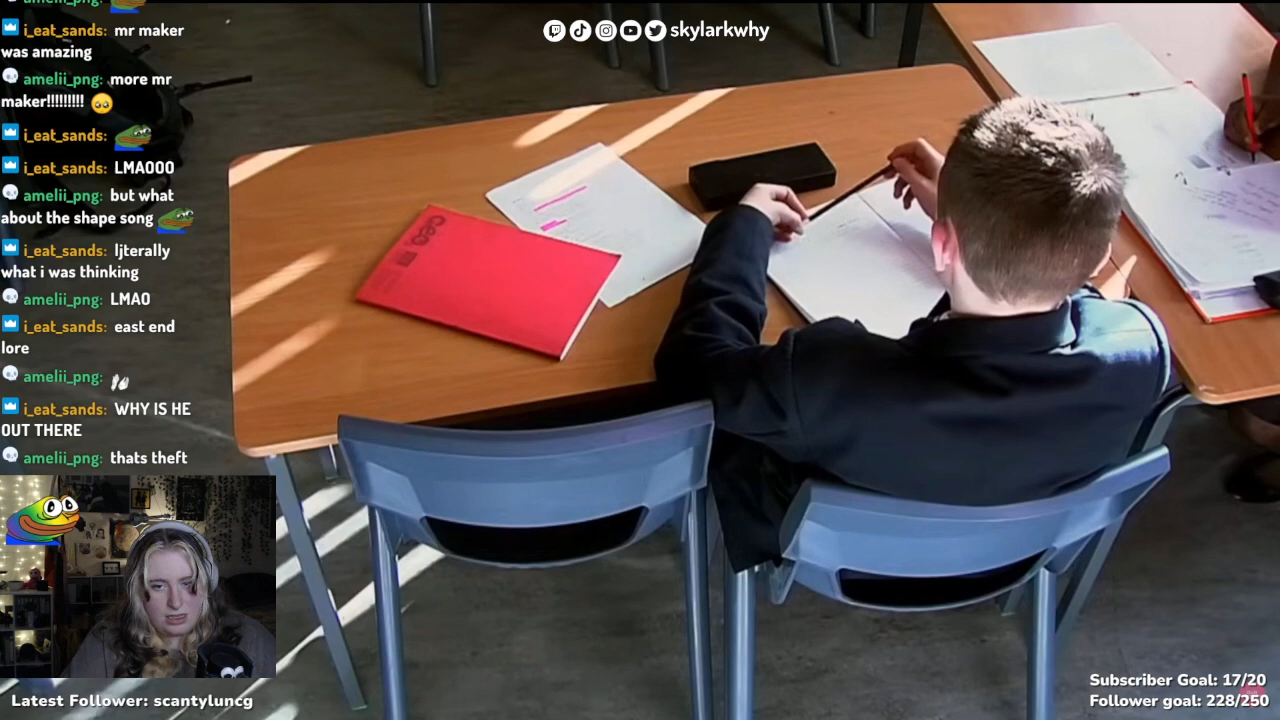 i_eat_sands: mr maker
was amazing
amelii_png: more mr
maker!!!!!!!!!
i_eat_sands:
i_eat_sands: LMAOOO
amelii_png: but what
about the shape song
i_eat_sands: ljterally
what i was thinking
amelii_png: LMAO
i_eat_sands: east end
lore
amelii_png:
i_eat_sands: WHY IS HE
OUT THERE
amelii_png: thats theft
skylarkwhy
Latest Follower: scantyluncg
Subscriber Goal: 17/20
Follower goal: 228/250